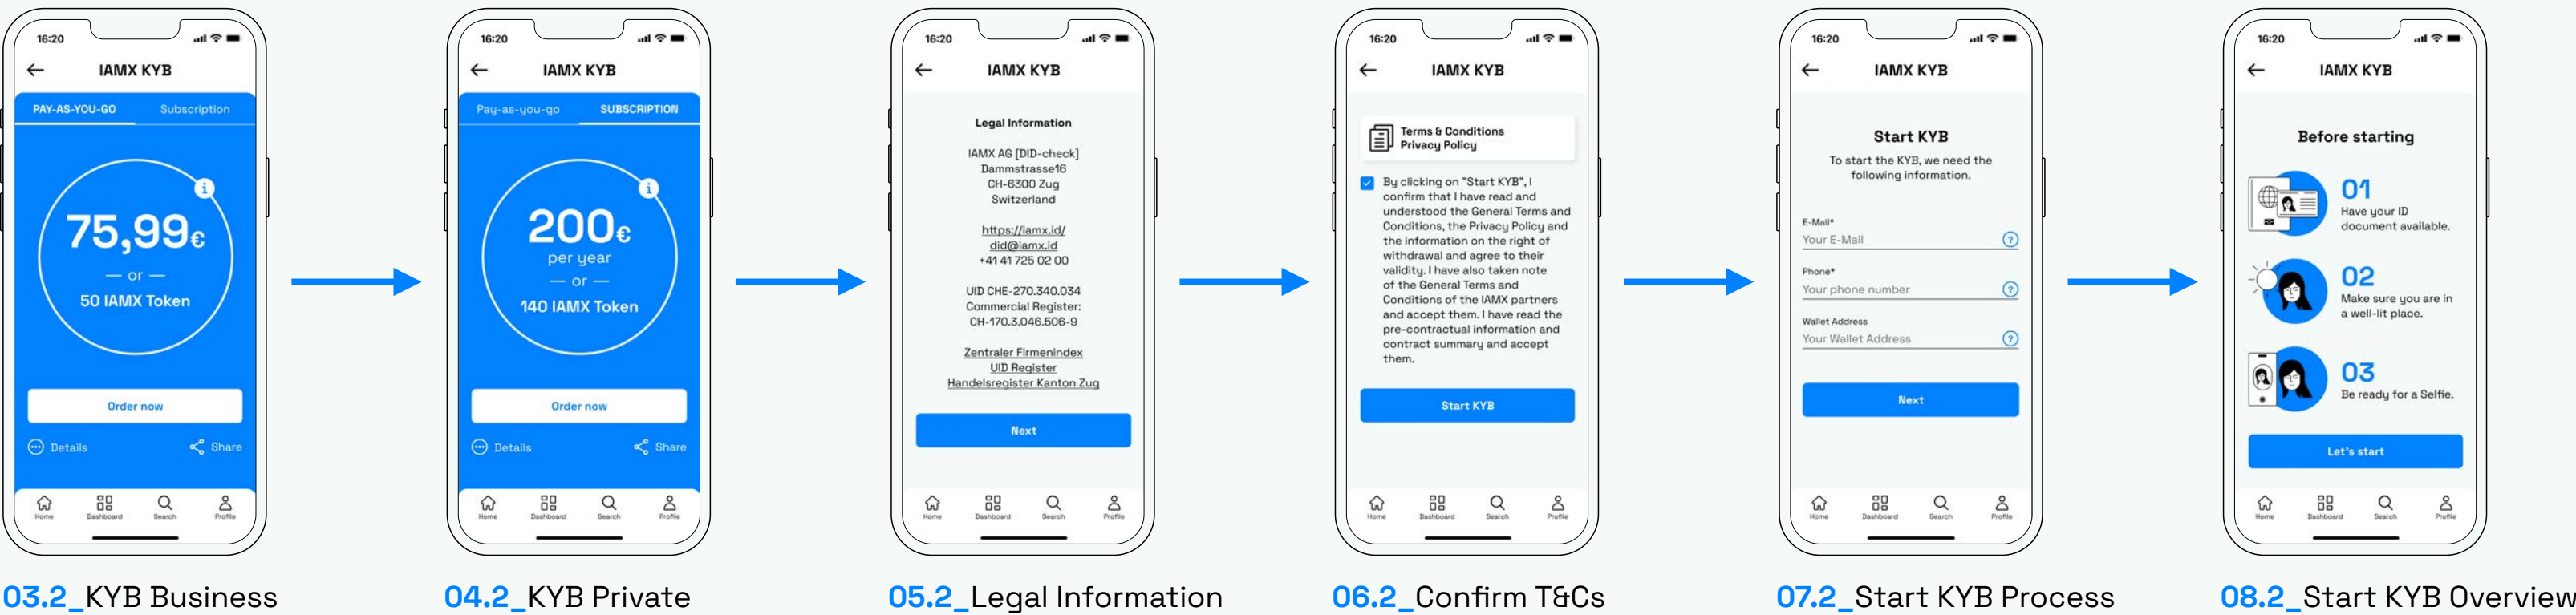 16:20
IAMX KYB
PAY-AS-YOU-GO Subscription
75,99€
— or —
50 IAMX Token
Order now
Details Share
Home Dashboard Search Profile
03.2_KYB Business
16:20
IAMX KYB
Pay-as-you-go SUBSCRIPTION
200€
per year
— or —
140 IAMX Token
Order now
Details Share
Home Dashboard Search Profile
04.2_KYB Private
16:20
IAMX KYB
Legal Information
IAMX AG [DID-check]
Dammstrasse16
CH-6300 Zug
Switzerland
https://iamx.id/
did@iamx.id
+41 41 725 02 00
UID CHE-270.340.034
Commercial Register:
CH-170.3.046.506-9
Zentraler Firmenindex
UID Register
Handelsregister Kanton Zug
Next
Home Dashboard Search Profile
05.2_Legal Information
16:20
IAMX KYB
Terms & Conditions
Privacy Policy
By clicking on "Start KYB", I
confirm that I have read and
understood the General Terms and
Conditions, the Privacy Policy and
the information on the right of
withdrawal and agree to their
validity. I have also taken note
of the General Terms and
Conditions of the IAMX partners
and accept them. I have read the
pre-contractual information and
contract summary and accept
them.
Start KYB
Home Dashboard Search Profile
06.2_Confirm T&Cs
16:20
IAMX KYB
Start KYB
To start the KYB, we need the
following information.
E-Mail*
Your E-Mail ?
Phone*
Your phone number ?
Wallet Address
Your Wallet Address ?
Next
Home Dashboard Search Profile
07.2_Start KYB Process
16:20
IAMX KYB
Before starting
01
Have your ID
document available.
02
Make sure you are in
a well-lit place.
03
Be ready for a Selfie.
Let's start
Home Dashboard Search Profile
08.2_Start KYB Overview